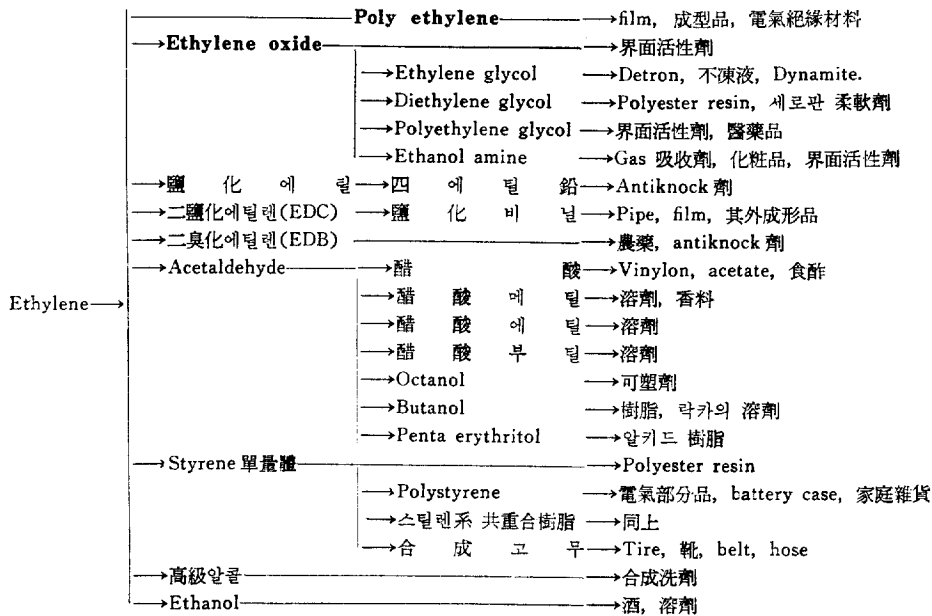 Poly ethylene → film, 成型品, 電氣絕緣材料
→Ethylene oxide → 界面活性劑
→Ethylene glycol →Detron, 不凍液, Dynamite.
→Diethylene glycol →Polyester resin, 세로판 柔軟劑
→Polyethylene glycol →界面活性劑, 醫藥品
→Ethanol amine →Gas 吸收劑, 化粧品, 界面活性劑
→鹽化에틸 →四에틸鉛 →Antiknock 劑
→二鹽化에틸렌(EDC) →鹽化비닐 →Pipe, film, 其外成形品
→二臭化에틸렌(EDB) →農藥, antiknock 劑
→Acetaldehyde →醋酸 →Vinylon, acetate, 食酢
Ethylene→ →醋酸메틸 →溶劑, 香料
→醋酸에틸 →溶劑
→醋酸부틸 →溶劑
→Octanol →可塑劑
→Butanol →樹脂, 락카의 溶劑
→Penta erythritol →알키드 樹脂
→Styrene 單量體 →Polyester resin
→Polystyrene →電氣部分品, battery case, 家庭雜貨
→스틸렌系 共重合樹脂 →同上
→合成고무 →Tire, 靴, belt, hose
→高級알콜 →合成洗劑
→Ethanol →酒, 溶劑